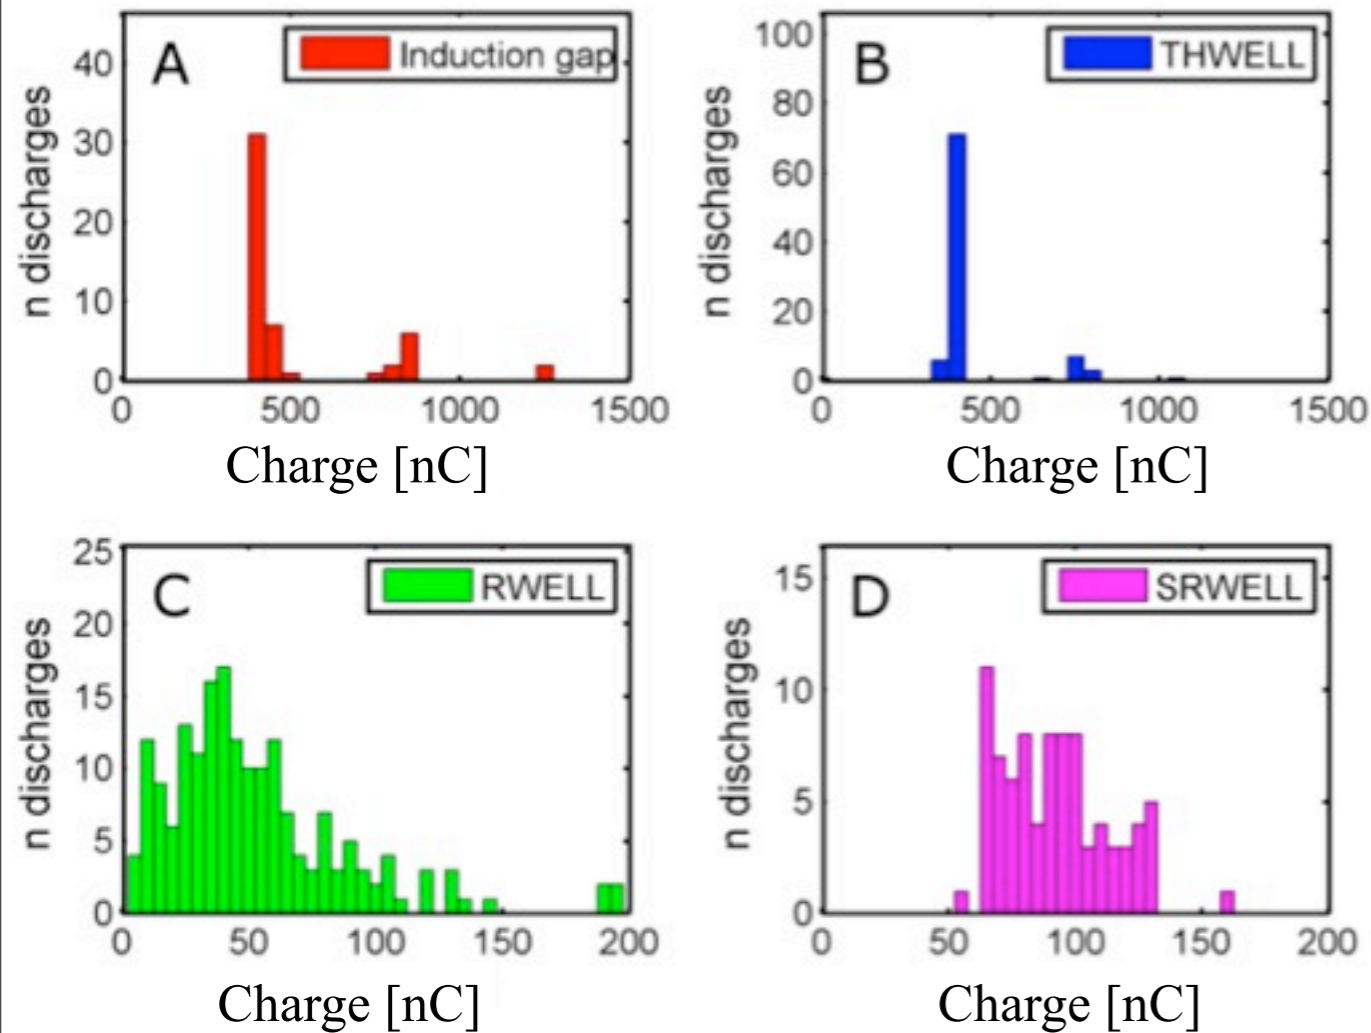 A
Induction gap
n discharges
40
30
20
10
0
0 500 1000 1500
Charge [nC]
B
THWELL
n discharges
100
80
60
40
20
0
0 500 1000 1500
Charge [nC]
C
RWELL
n discharges
25
20
15
10
5
0
0 50 100 150 200
Charge [nC]
D
SRWELL
n discharges
15
10
5
0
0 50 100 150 200
Charge [nC]